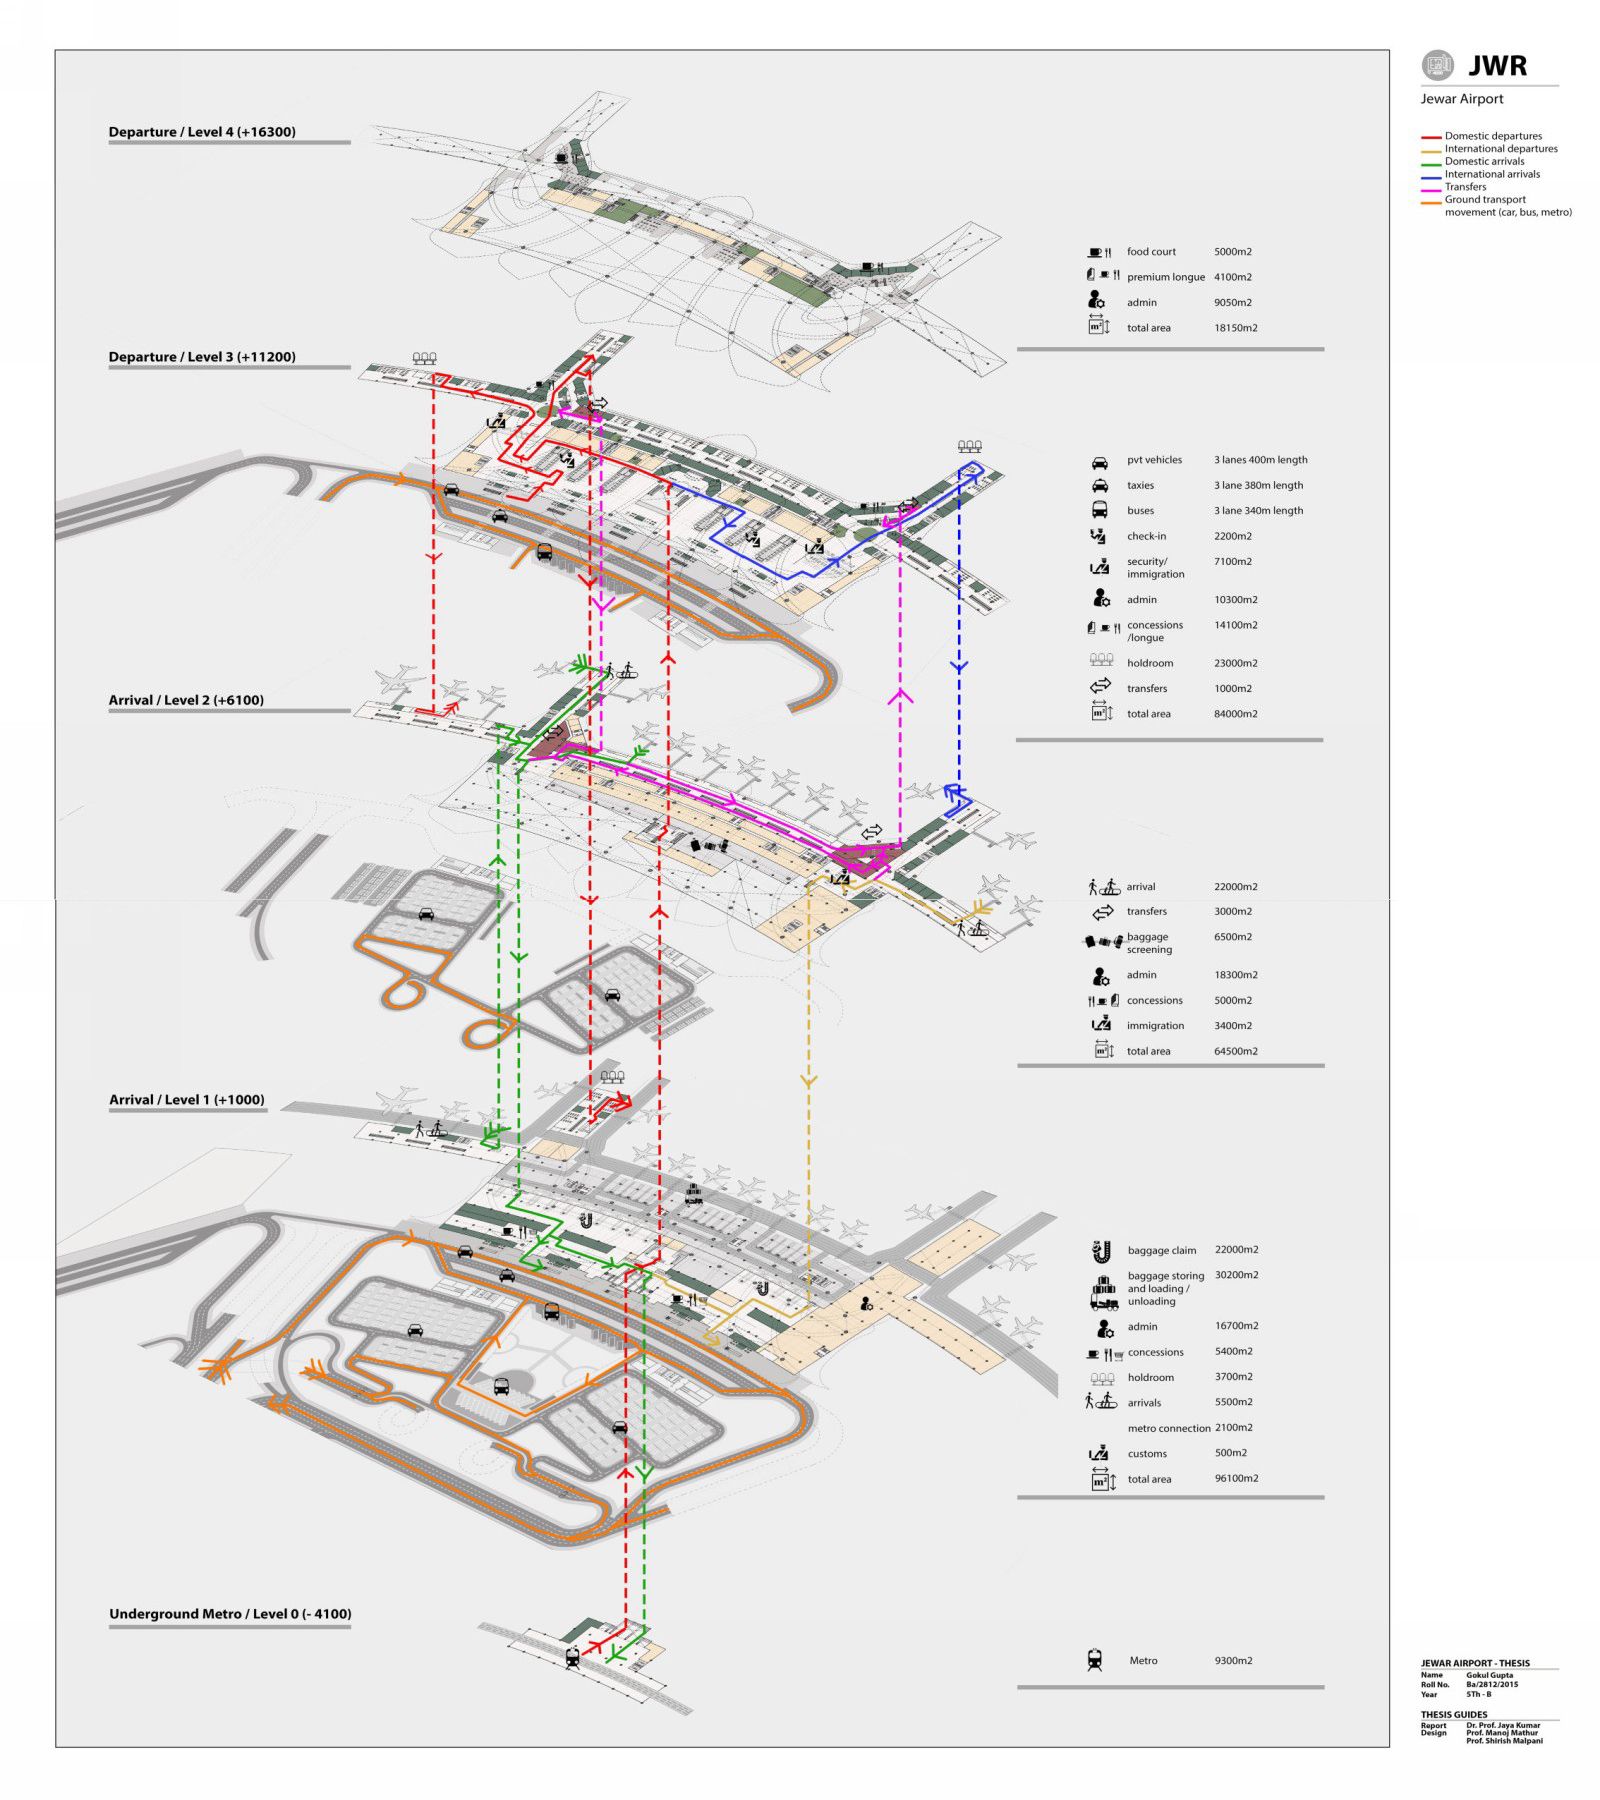 JWR
Jewar Airport
Domestic departures
International departures
Domestic arrivals
International arrivals
Transfers
Ground transport
movement (car, bus, metro)
Departure / Level 4 (+16300)
food court 5000m2
premium longue 4100m2
admin 9050m2
total area 18150m2
Departure / Level 3 (+11200)
pvt vehicles 3 lanes 400m length
taxies 3 lane 380m length
buses 3 lane 340m length
check-in 2200m2
security/ 7100m2
immigration
admin 10300m2
concessions 14100m2
/longue
holdroom 23000m2
transfers 1000m2
total area 84000m2
Arrival / Level 2 (+6100)
arrival 22000m2
transfers 3000m2
baggage 6500m2
screening
admin 18300m2
concessions 5000m2
immigration 3400m2
total area 64500m2
Arrival / Level 1 (+1000)
baggage claim 22000m2
baggage storing 30200m2
and loading /
unloading
admin 16700m2
concessions 5400m2
holdroom 3700m2
arrivals 5500m2
metro connection 2100m2
customs 500m2
total area 96100m2
Underground Metro / Level 0 (- 4100)
Metro 9300m2
JEWAR AIRPORT - THESIS
Name Gokul Gupta
Roll No. Ba/2812/2015
Year 5Th - B
THESIS GUIDES
Report Dr. Prof. Jaya Kumar
Design Prof. Manoj Mathur
Prof. Shirish Malpani